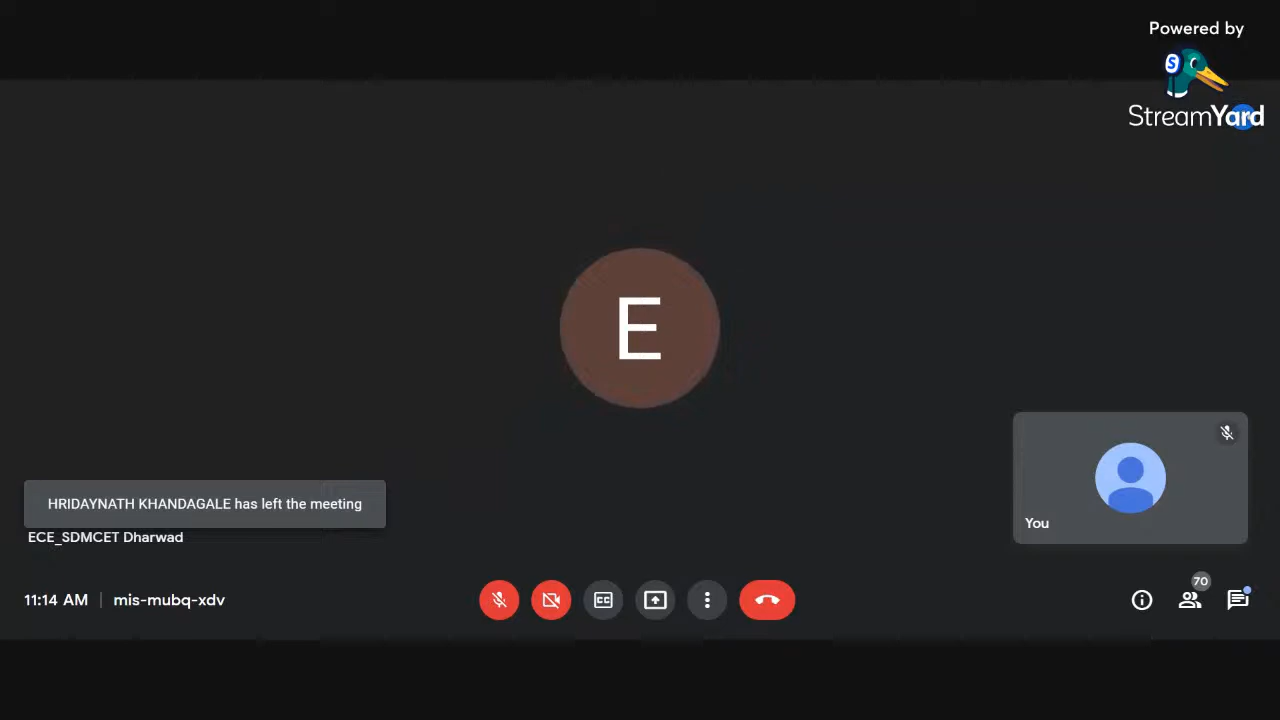 Powered by
S
StreamYard
E
HRIDAYNATH KHANDAGALE has left the meeting
ECE_SDMCET Dharwad
You
11:14 AM | mis-mubq-xdv
CC
70